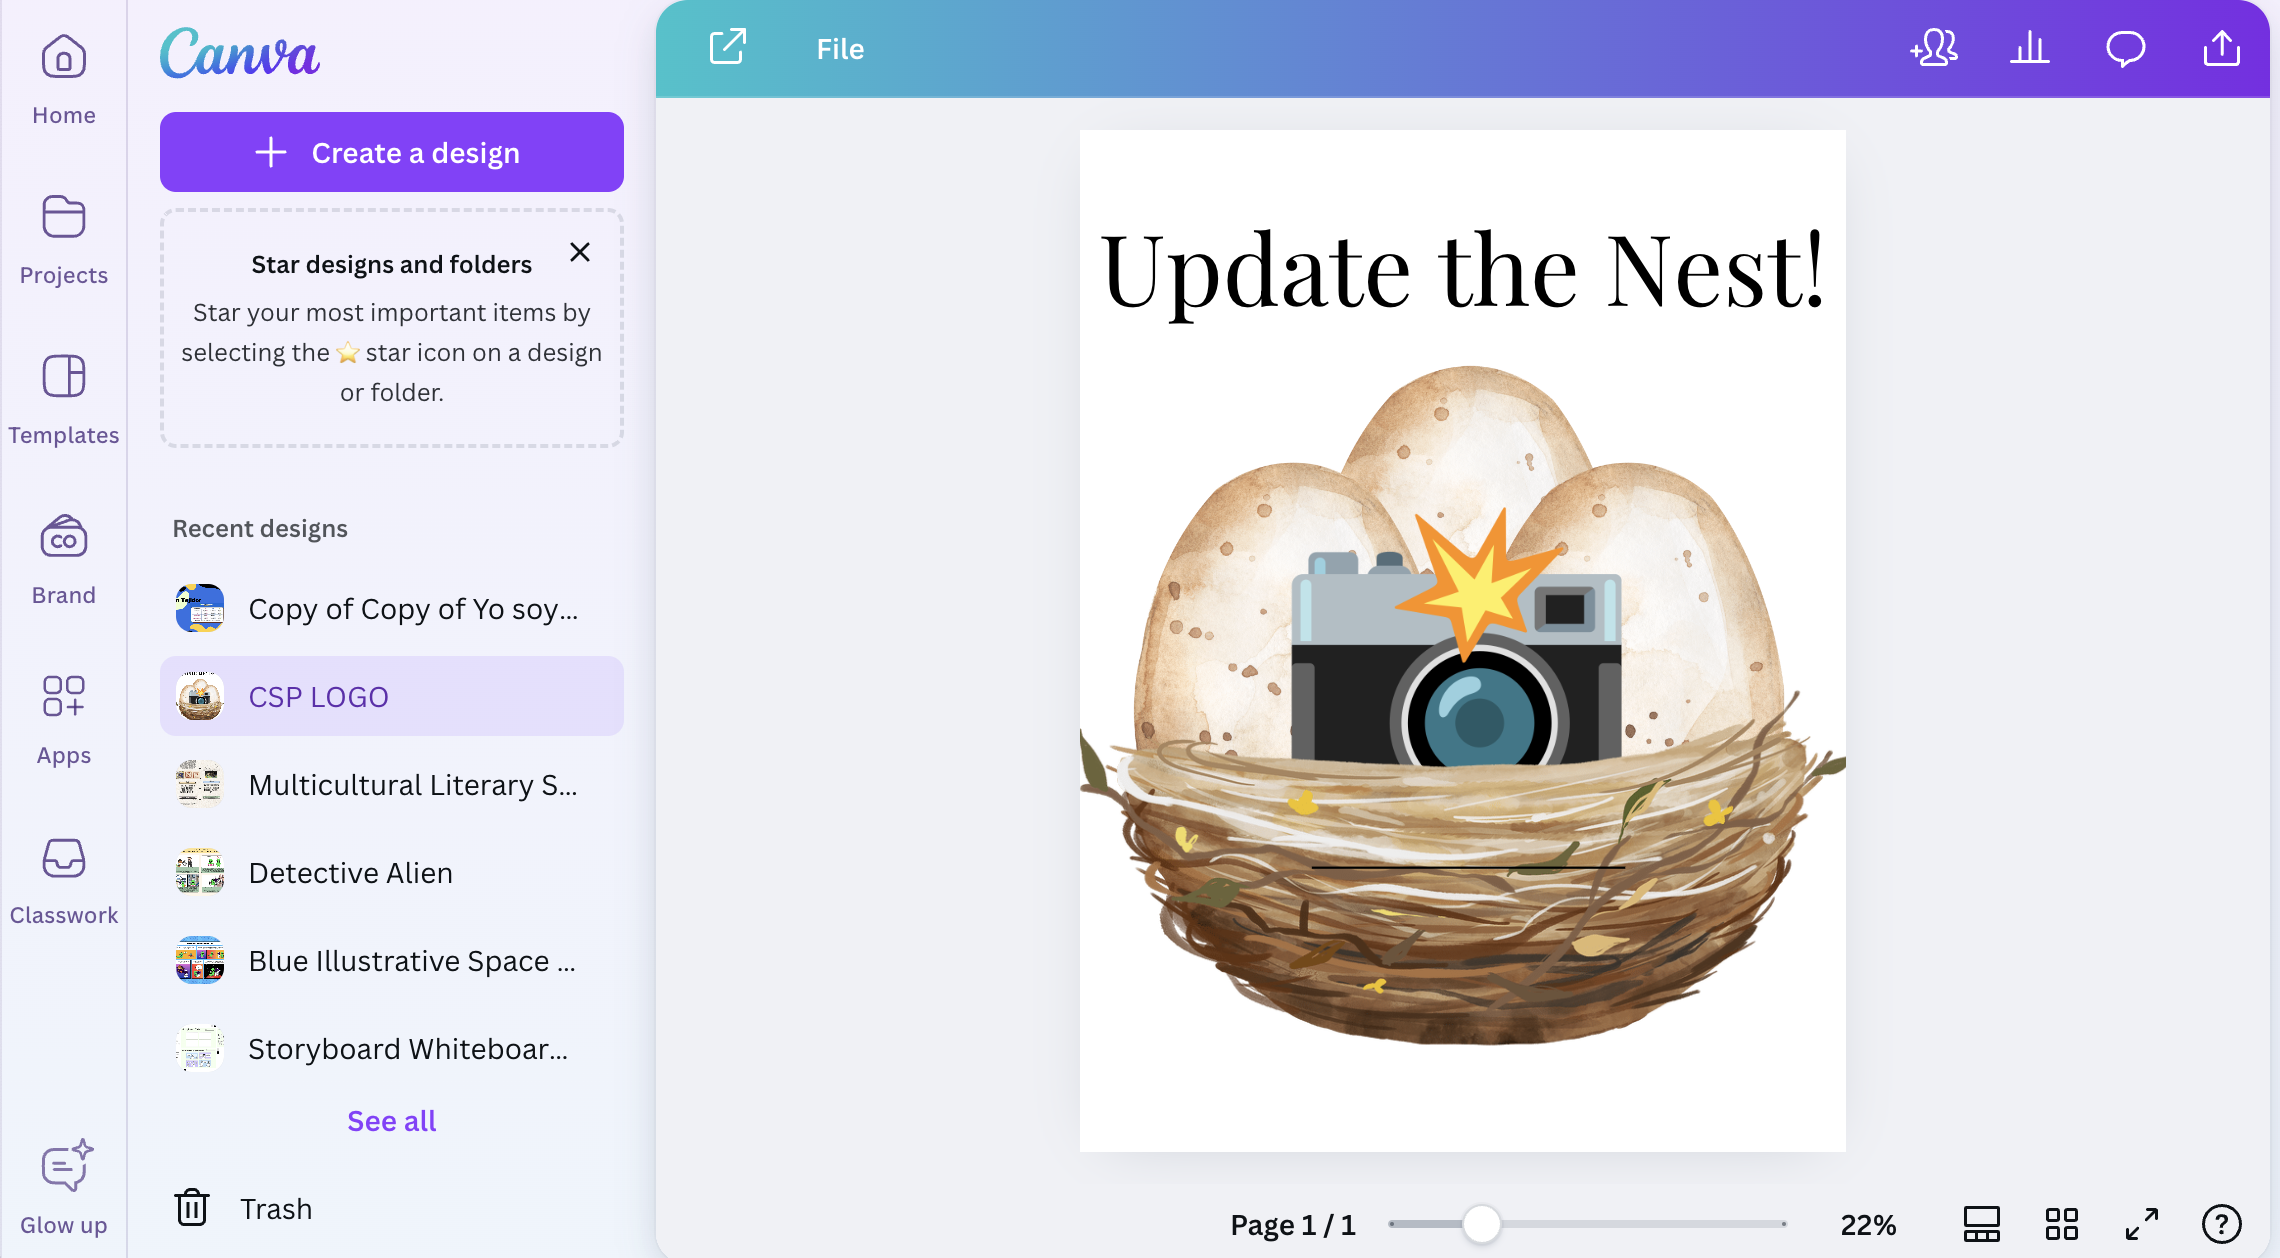 Home
Projects
Templates
CO
Brand
Apps
Classwork
Glow up
Canva
Create a design
Star designs and folders
Star your most important items by
selecting the ⭐ star icon on a design
or folder.
Recent designs
Copy of Copy of Yo soy...
CSP LOGO
Multicultural Literary S...
Detective Alien
Blue Illustrative Space ...
Storyboard Whiteboar...
See all
Trash
File
Update the Nest!
Page 1 / 1
22%
?